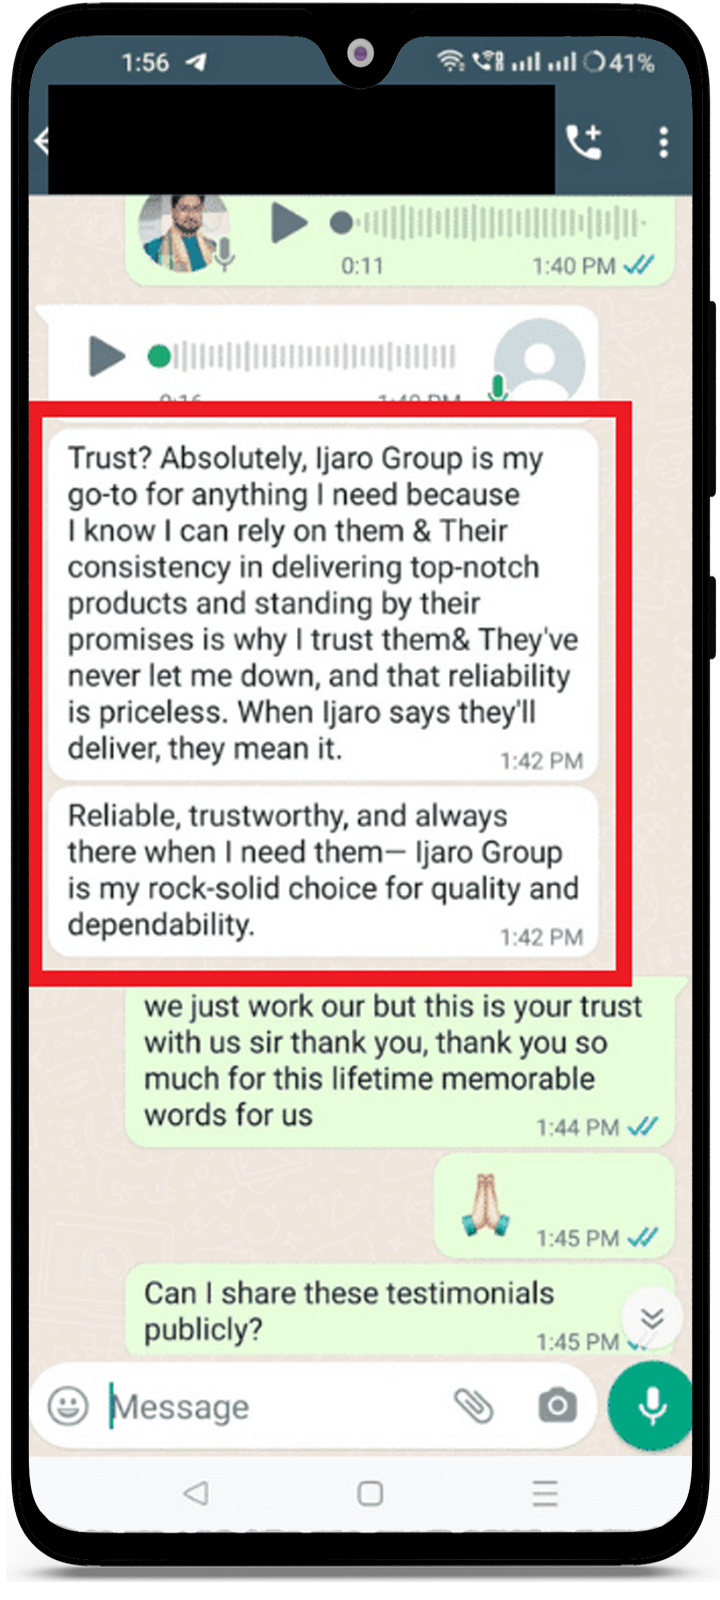 1:56 41%
0:11 1:40 PM
0:16 1:40 PM
Trust? Absolutely, Ijaro Group is my
go-to for anything I need because
I know I can rely on them & Their
consistency in delivering top-notch
products and standing by their
promises is why I trust them& They've
never let me down, and that reliability
is priceless. When Ijaro says they'll
deliver, they mean it.
1:42 PM
Reliable, trustworthy, and always
there when I need them— Ijaro Group
is my rock-solid choice for quality and
dependability.
1:42 PM
we just work our but this is your trust
with us sir thank you, thank you so
much for this lifetime memorable
words for us
1:44 PM
1:45 PM
Can I share these testimonials
publicly?
1:45 PM
Message